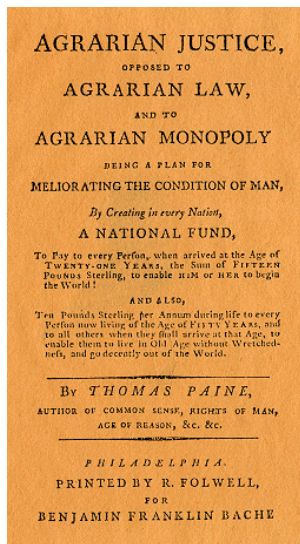 AGRARIAN JUSTICE,
OPPOSED TO
AGRARIAN LAW,
AND TO
AGRARIAN MONOPOLY
BEING A PLAN FOR
MELIORATING THE CONDITION OF MAN,
By Creating in every Nation,
A NATIONAL FUND,
To Pay to every Person, when arrived at the Age of
TWENTY-ONE YEARS, the Sum of FIFTEEN
POUNDS Sterling, to enable HIM or HER to begin
the World!
AND ALSO,
Ten Pounds Sterling per Annum during life to every
Person now living of the Age of FIFTY YEARS, and
to all others when they ſhall arrive at that Age, to
enable them to live in Old Age without Wretched-
neſs, and go decently out of the World.
By THOMAS PAINE,
AUTHOR OF COMMON SENSE, RIGHTS OF MAN,
AGE OF REASON, &c. &c.
PHILADELPHIA.
PRINTED BY R. FOLWELL,
FOR
BENJAMIN FRANKLIN BACHE